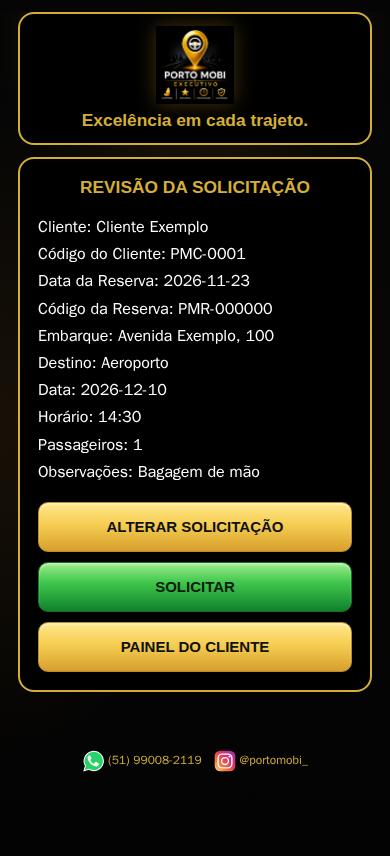 PORTO MOBI
EXECUTIVO
Excelência em cada trajeto.
REVISÃO DA SOLICITAÇÃO
Cliente: Cliente Exemplo
Código do Cliente: PMC-0001
Data da Reserva: 2026-11-23
Código da Reserva: PMR-000000
Embarque: Avenida Exemplo, 100
Destino: Aeroporto
Data: 2026-12-10
Horário: 14:30
Passageiros: 1
Observações: Bagagem de mão
ALTERAR SOLICITAÇÃO
SOLICITAR
PAINEL DO CLIENTE
(51) 99008-2119 @portomobi_